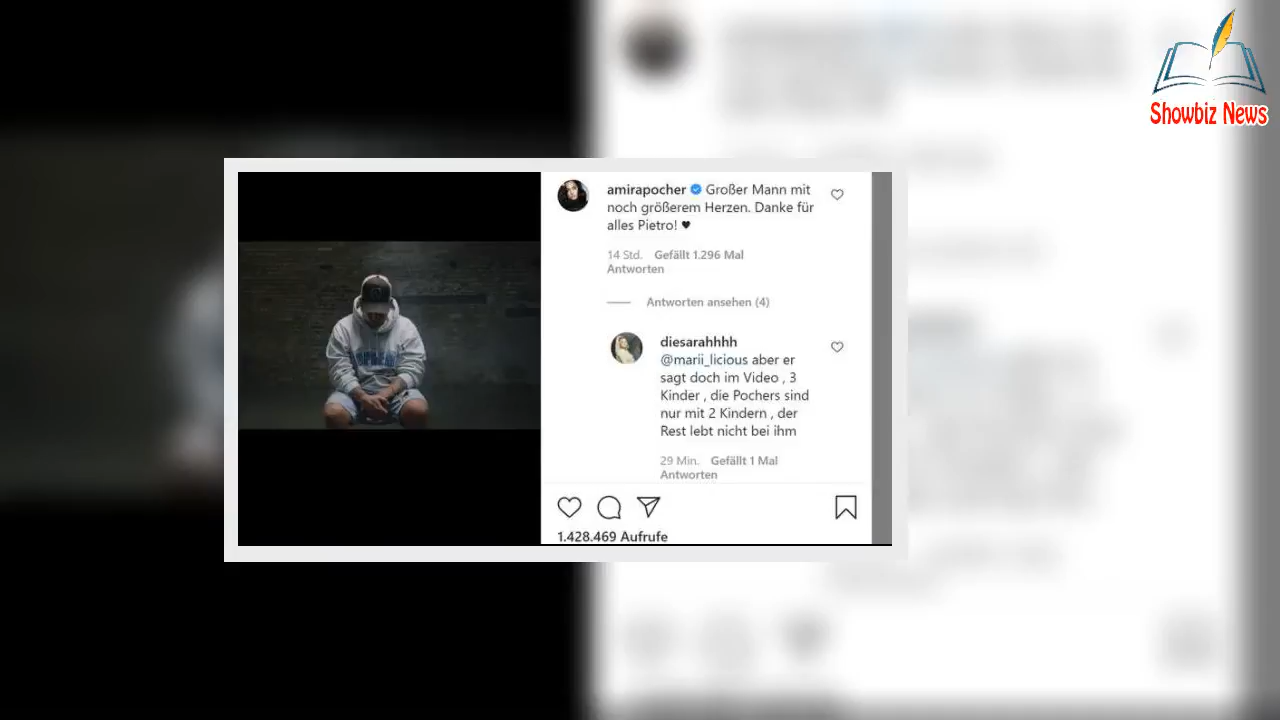 Showbiz News
amirapocher Großer Mann mit
noch größerem Herzen. Danke für
alles Pietro! ♥
14 Std. Gefällt 1.296 Mal
Antworten
Antworten ansehen (4)
diesarahhhh
@marii_licious aber er
sagt doch im Video , 3
Kinder , die Pochers sind
nur mit 2 Kindern , der
Rest lebt nicht bei ihm
29 Min. Gefällt 1 Mal
Antworten
1.428.469 Aufrufe